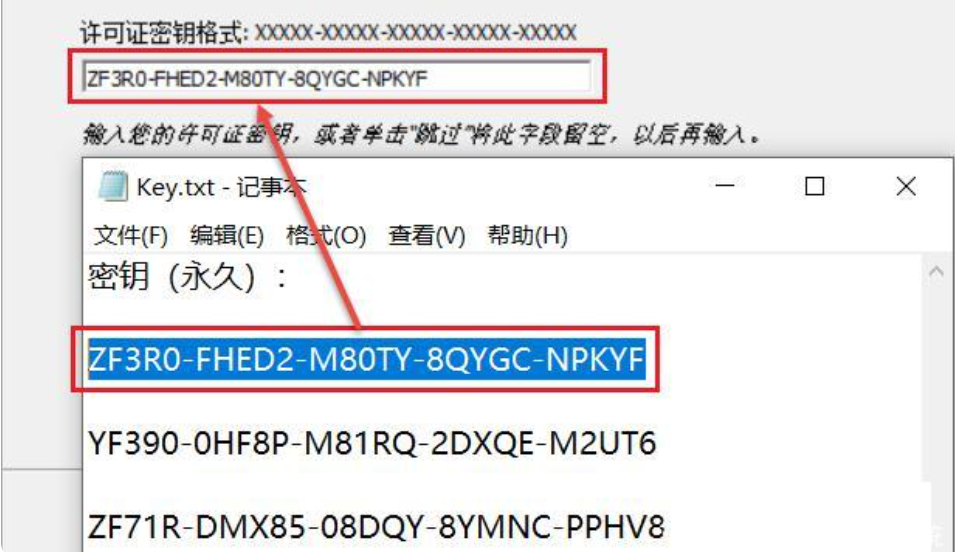 许可证密钥格式: XXXXX-XXXXX-XXXXX-XXXXX-XXXXX
ZF3R0-FHED2-M80TY-8QYGC-NPKYF
输入您的许可证密钥，或者单击"跳过"将此字段留空，以后再输入。
Key.txt - 记事本
文件(F) 编辑(E) 格式(O) 查看(V) 帮助(H)
密钥（永久）：
ZF3R0-FHED2-M80TY-8QYGC-NPKYF
YF390-0HF8P-M81RQ-2DXQE-M2UT6
ZF71R-DMX85-08DQY-8YMNC-PPHV8